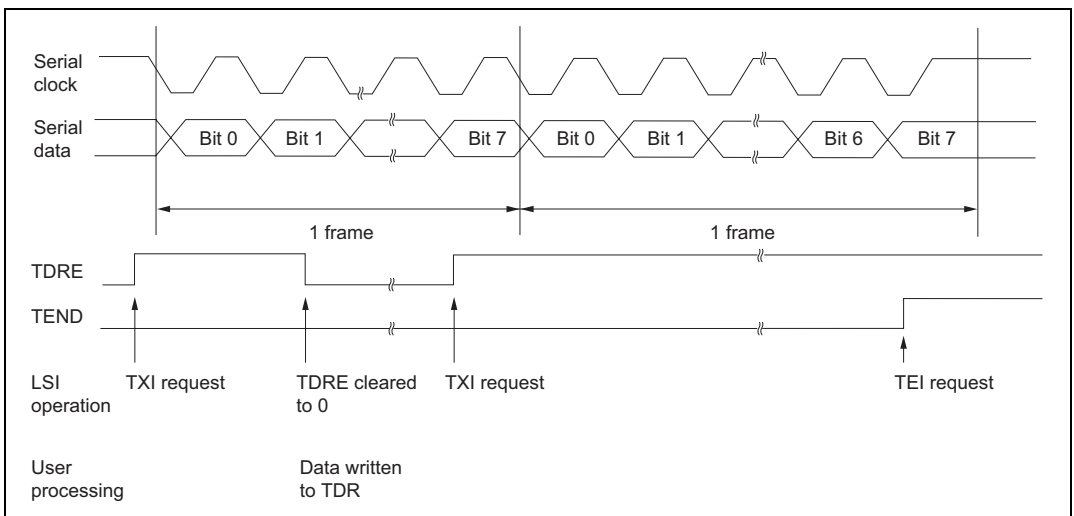 Serial
clock
Serial
data
Bit 0
Bit 1
Bit 7
Bit 0
Bit 1
Bit 6
Bit 7
1 frame
1 frame
TDRE
TEND
LSI
operation
TXI request
TDRE cleared
to 0
TXI request
TEI request
User
processing
Data written
to TDR